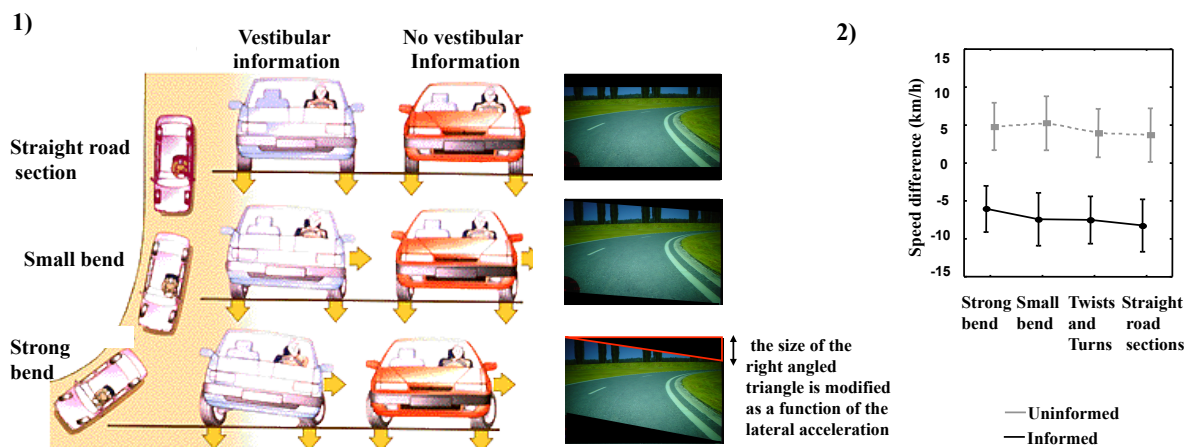 1)
Vestibular
information
No vestibular
Information
Straight road
section
Small bend
Strong
bend
the size of the
right angled
triangle is modified
as a function of the
lateral acceleration
2)
Speed difference (km/h)
15
10
5
0
-5
-10
-15
Strong
bend
Small
bend
Twists
and
Turns
Straight
road
sections
Uninformed
Informed